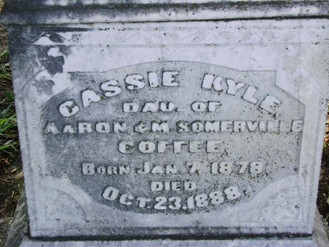 CASSIE KYLE,
DAU. OF
AARON & M. SOMERVILLE
COFFEE.
BORN JAN. 7, 1879.
DIED
OCT. 23, 1888.